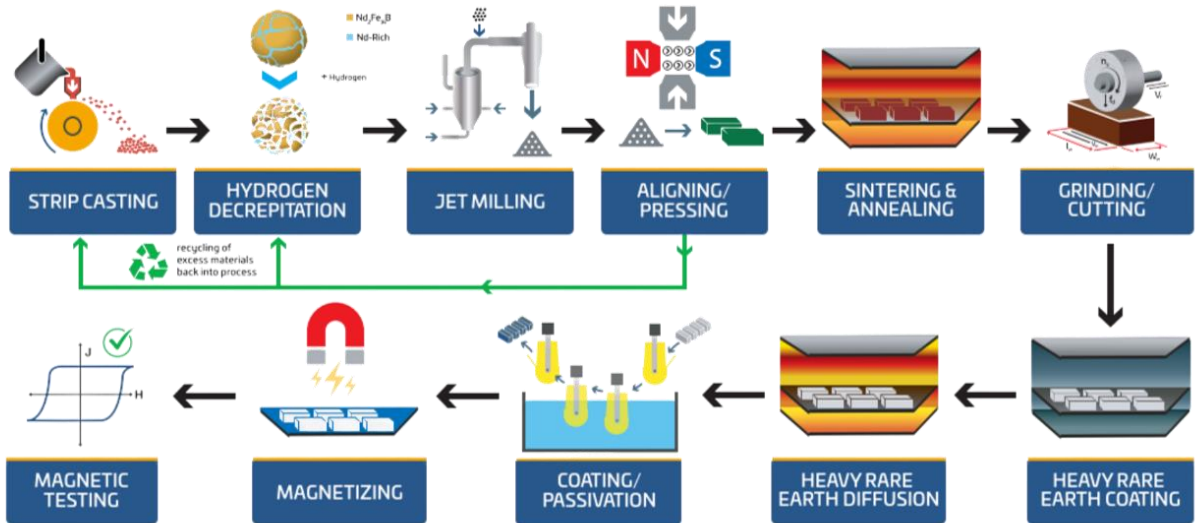 Nd₂Fe₁₄B
Nd-Rich
+ Hydrogen
N
S
STRIP CASTING
HYDROGEN
DECREPITATION
JET MILLING
ALIGNING/
PRESSING
SINTERING &
ANNEALING
GRINDING/
CUTTING
recycling of
excess materials
back into process
J
H
MAGNETIC
TESTING
MAGNETIZING
COATING/
PASSIVATION
HEAVY RARE
EARTH DIFFUSION
HEAVY RARE
EARTH COATING